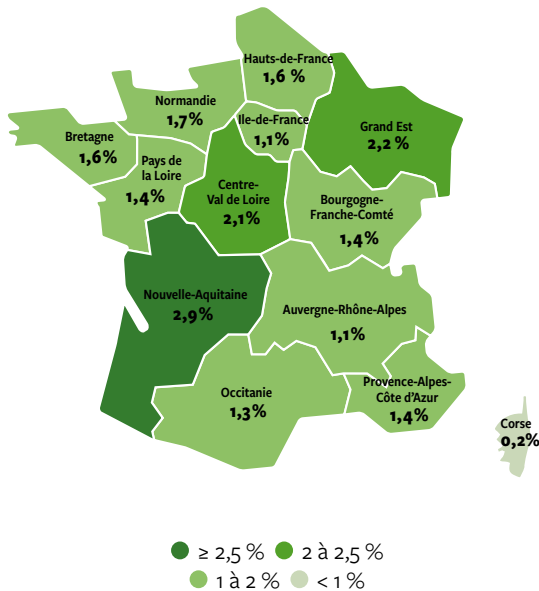 Hauts-de-France
1,6 %
Normandie
1,7%
Ile-de-France
1,1%
Grand Est
2,2 %
Bretagne
1,6%
Pays de
la Loire
1,4%
Centre-
Val de Loire
2,1%
Bourgogne-
Franche-Comté
1,4%
Nouvelle-Aquitaine
2,9%
Auvergne-Rhône-Alpes
1,1%
Occitanie
1,3%
Provence-Alpes-
Côte d'Azur
1,4%
Corse
0,2%
≥ 2,5 % 2 à 2,5 %
1 à 2 % < 1 %